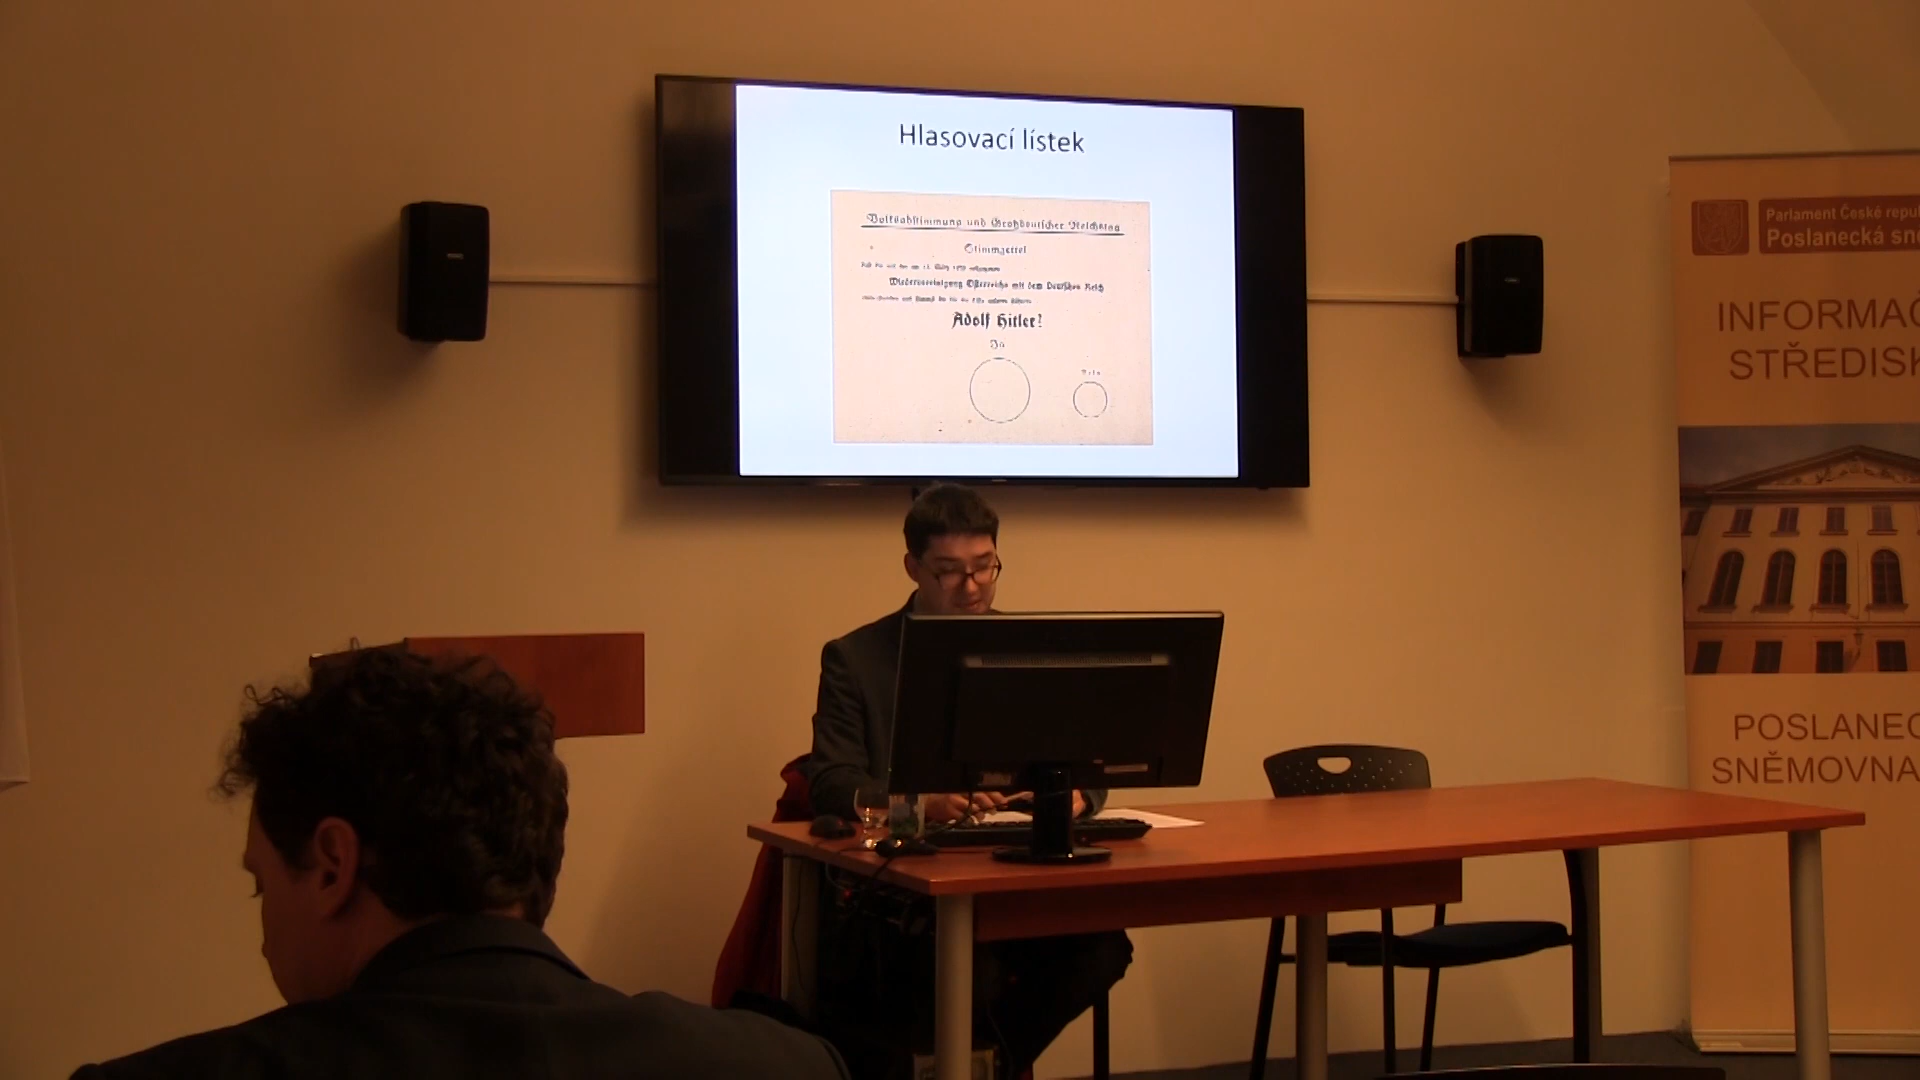 Hlasovací lístek
Volksabstimmung und Großdeutscher Reichstag
Stimmzettel
Wiedervereinigung Österreichs mit dem Deutschen Reich
Adolf Hitler?
Ja
Nein
Parlament České repu
Poslanecká sn
INFORMAČ
STŘEDISK
POSLANEC
SNĚMOVNA